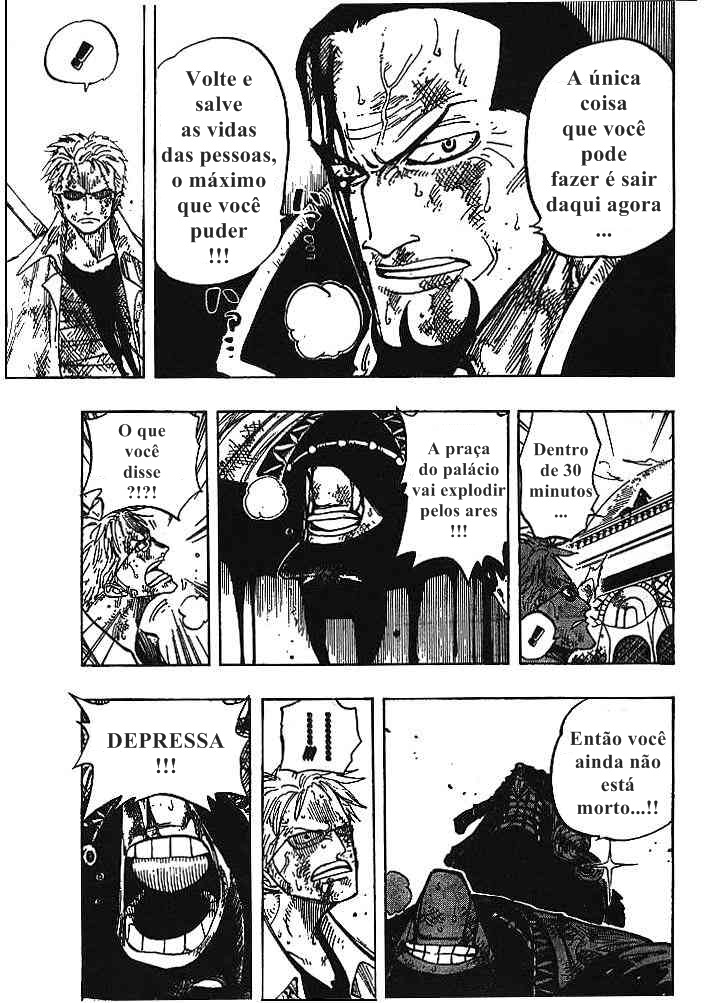 A única
coisa
que você
pode
fazer é sair
daqui agora
...
Volte e
salve
as vidas
das pessoas,
o máximo
que você
puder
!!!
!
Dentro
de 30
minutos
...
!
A praça
do palácio
vai explodir
pelos ares
!!!
O que
você
disse
?!?!
Então você
ainda não
está
morto...!!
......!!
DEPRESSA
!!!